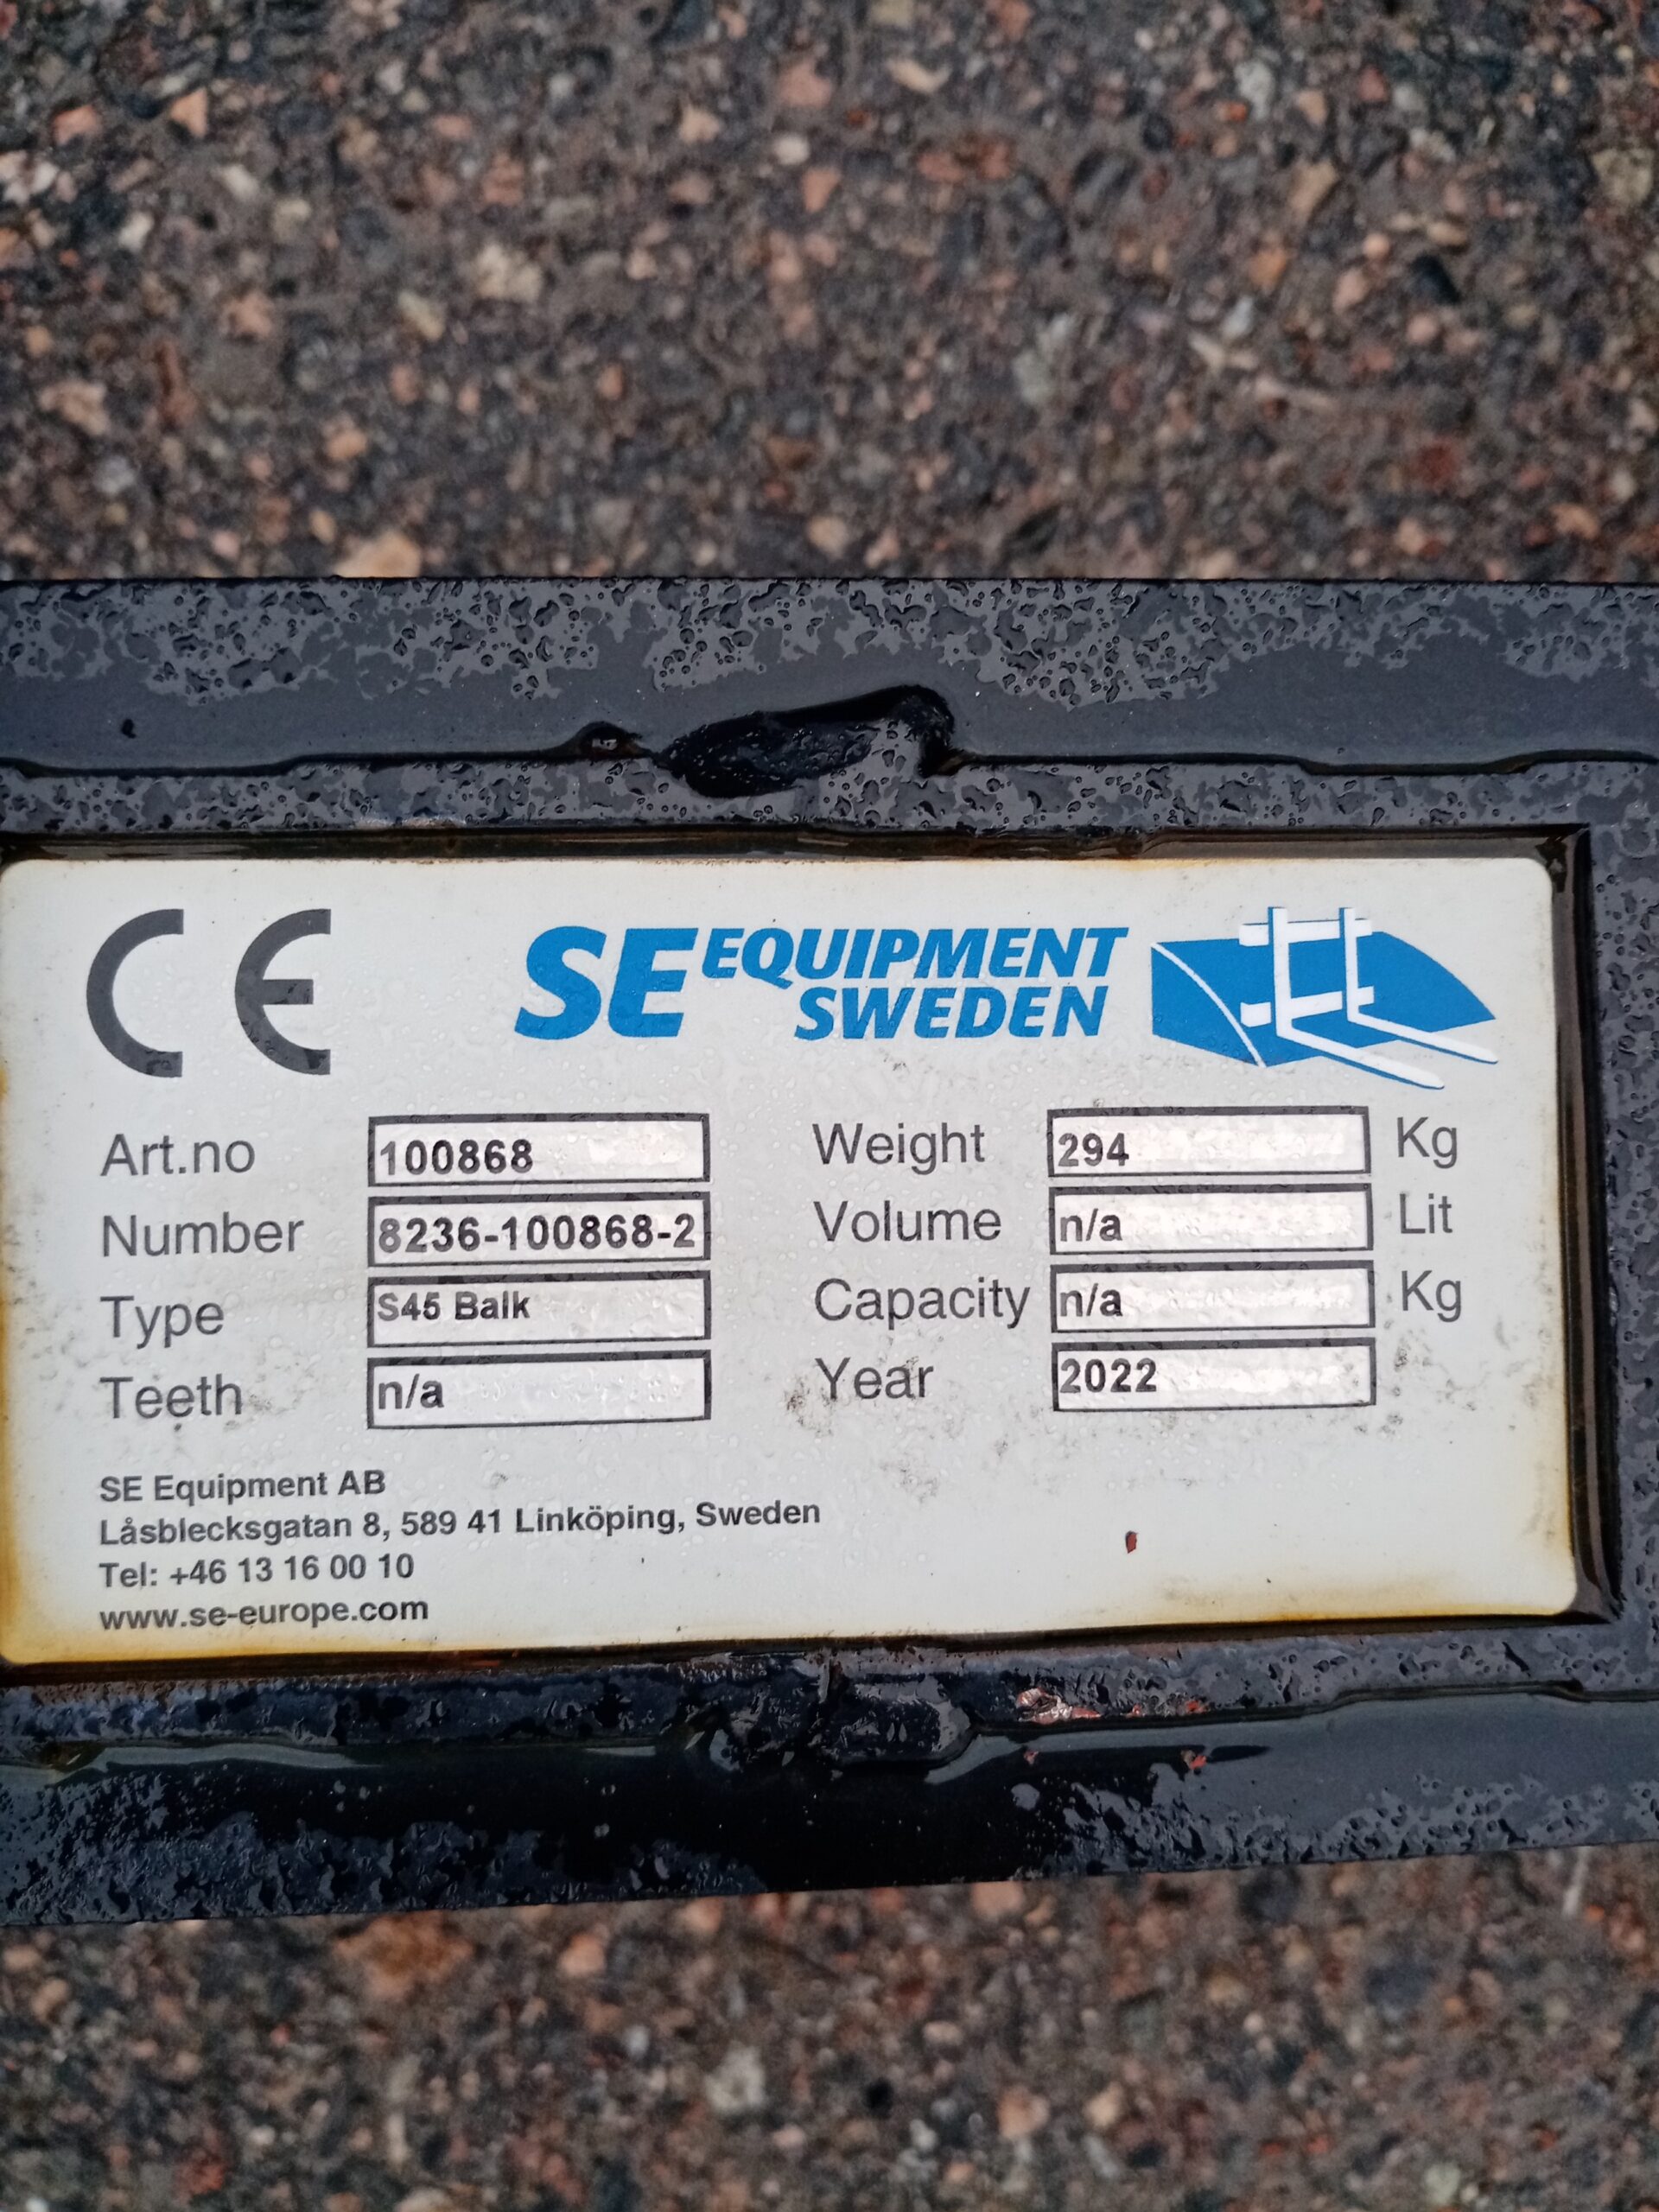 CE
SE EQUIPMENT
SWEDEN
Art.no 100868
Number 8236-100868-2
Type S45 Balk
Teeth n/a
Weight 294 Kg
Volume n/a Lit
Capacity n/a Kg
Year 2022
SE Equipment AB
Låsblecksgatan 8, 589 41 Linköping, Sweden
Tel: +46 13 16 00 10
www.se-europe.com